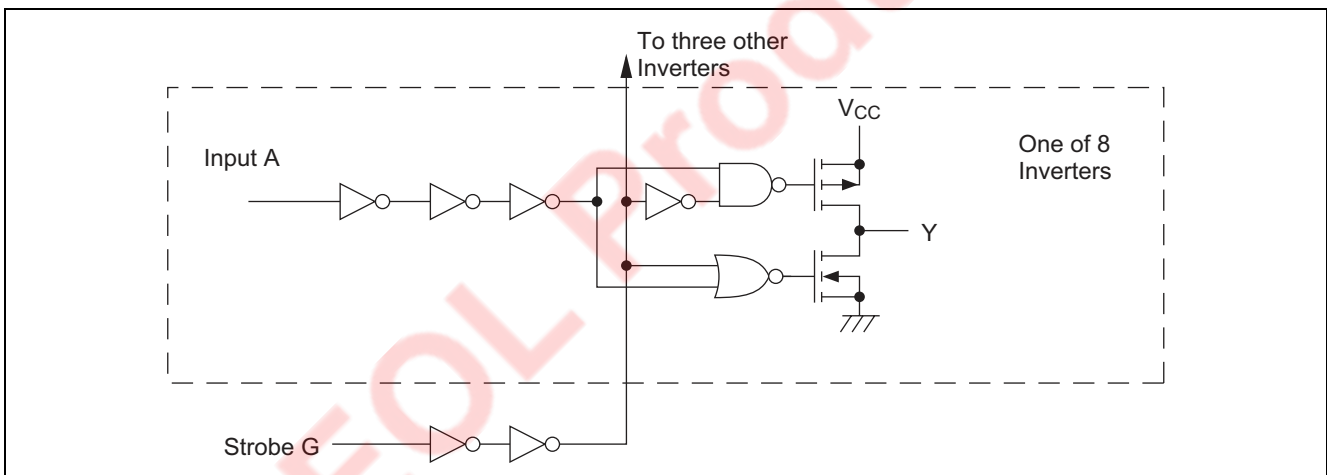 To three other
Inverters
VCC
Input A
One of 8
Inverters
Y
Strobe G
EOL Prod